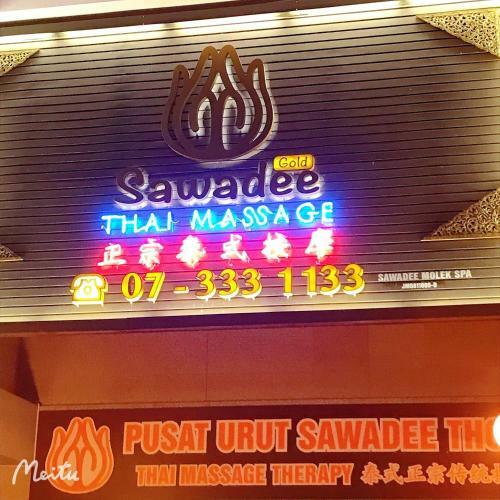 Gold
Sawadee
THAI MASSAGE
正宗泰式按摩
07-333 1133
SAWADEE MOLEK SPA
PUSAT URUT SAWADEE
THAI MASSAGE THERAPY 泰式正宗传统
Meitu